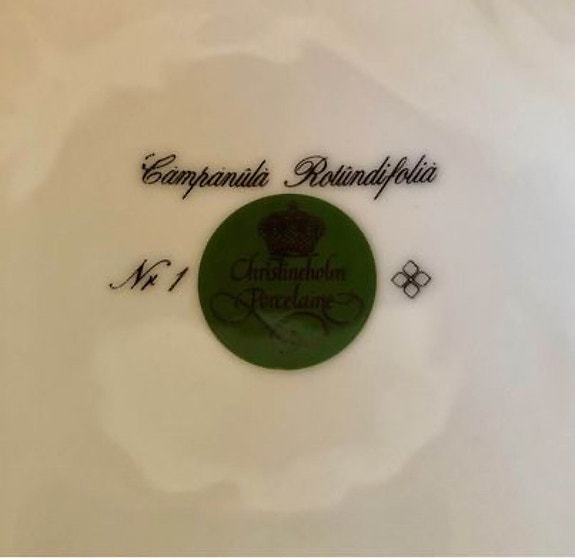 Campanula Rotundifolia
Nr 1
Christineholm
Porcelaine